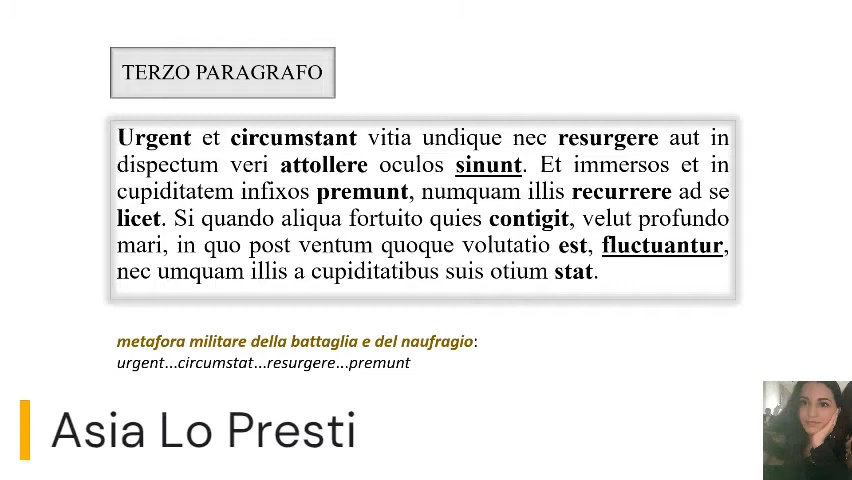 TERZO PARAGRAFO
Urgent et circumstant vitia undique nec resurgere aut in
dispectum veri attollere oculos sinunt. Et immersos et in
cupiditatem infixos premunt, numquam illis recurrere ad se
licet. Si quando aliqua fortuito quies contigit, velut profundo
mari, in quo post ventum quoque volutatio est, fluctuantur,
nec umquam illis a cupiditatibus suis otium stat.
metafora militare della battaglia e del naufragio:
urgent...circumstat...resurgere...premunt
Asia Lo Presti